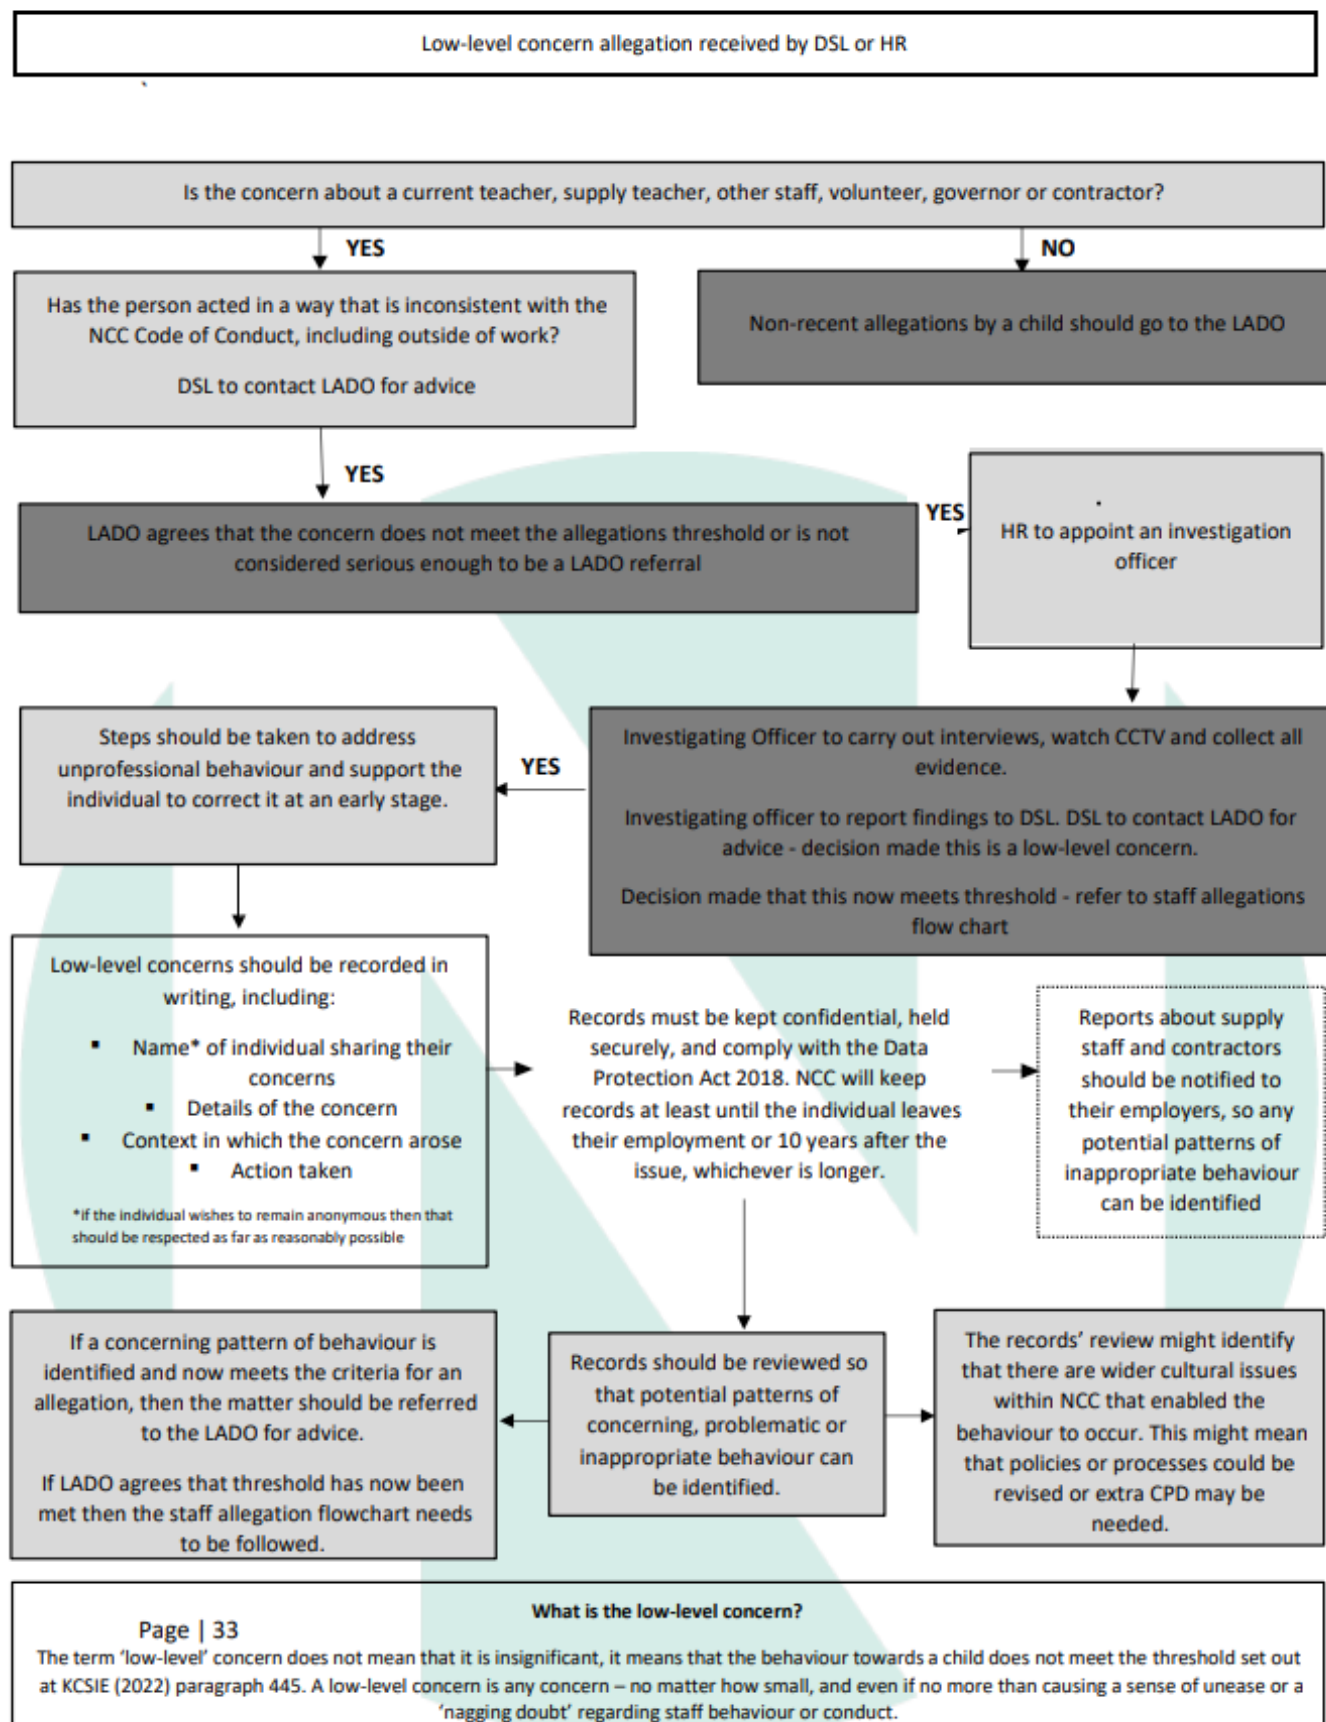 Low-level concern allegation received by DSL or HR
Is the concern about a current teacher, supply teacher, other staff, volunteer, governor or contractor?
YES
NO
Has the person acted in a way that is inconsistent with the
NCC Code of Conduct, including outside of work?
DSL to contact LADO for advice
Non-recent allegations by a child should go to the LADO
YES
LADO agrees that the concern does not meet the allegations threshold or is not
considered serious enough to be a LADO referral
YES
HR to appoint an investigation
officer
Investigating Officer to carry out interviews, watch CCTV and collect all
evidence.
Investigating officer to report findings to DSL. DSL to contact LADO for
advice - decision made this is a low-level concern.
Decision made that this now meets threshold - refer to staff allegations
flow chart
YES
Steps should be taken to address
unprofessional behaviour and support the
individual to correct it at an early stage.
Low-level concerns should be recorded in
writing, including:
▪ Name* of individual sharing their
concerns
▪ Details of the concern
▪ Context in which the concern arose
▪ Action taken
*if the individual wishes to remain anonymous then that
should be respected as far as reasonably possible
Records must be kept confidential, held
securely, and comply with the Data
Protection Act 2018. NCC will keep
records at least until the individual leaves
their employment or 10 years after the
issue, whichever is longer.
Reports about supply
staff and contractors
should be notified to
their employers, so any
potential patterns of
inappropriate behaviour
can be identified
If a concerning pattern of behaviour is
identified and now meets the criteria for an
allegation, then the matter should be referred
to the LADO for advice.
If LADO agrees that threshold has now been
met then the staff allegation flowchart needs
to be followed.
Records should be reviewed so
that potential patterns of
concerning, problematic or
inappropriate behaviour can
be identified.
The records' review might identify
that there are wider cultural issues
within NCC that enabled the
behaviour to occur. This might mean
that policies or processes could be
revised or extra CPD may be
needed.
What is the low-level concern?
Page | 33
The term 'low-level' concern does not mean that it is insignificant, it means that the behaviour towards a child does not meet the threshold set out
at KCSIE (2022) paragraph 445. A low-level concern is any concern – no matter how small, and even if no more than causing a sense of unease or a
'nagging doubt' regarding staff behaviour or conduct.